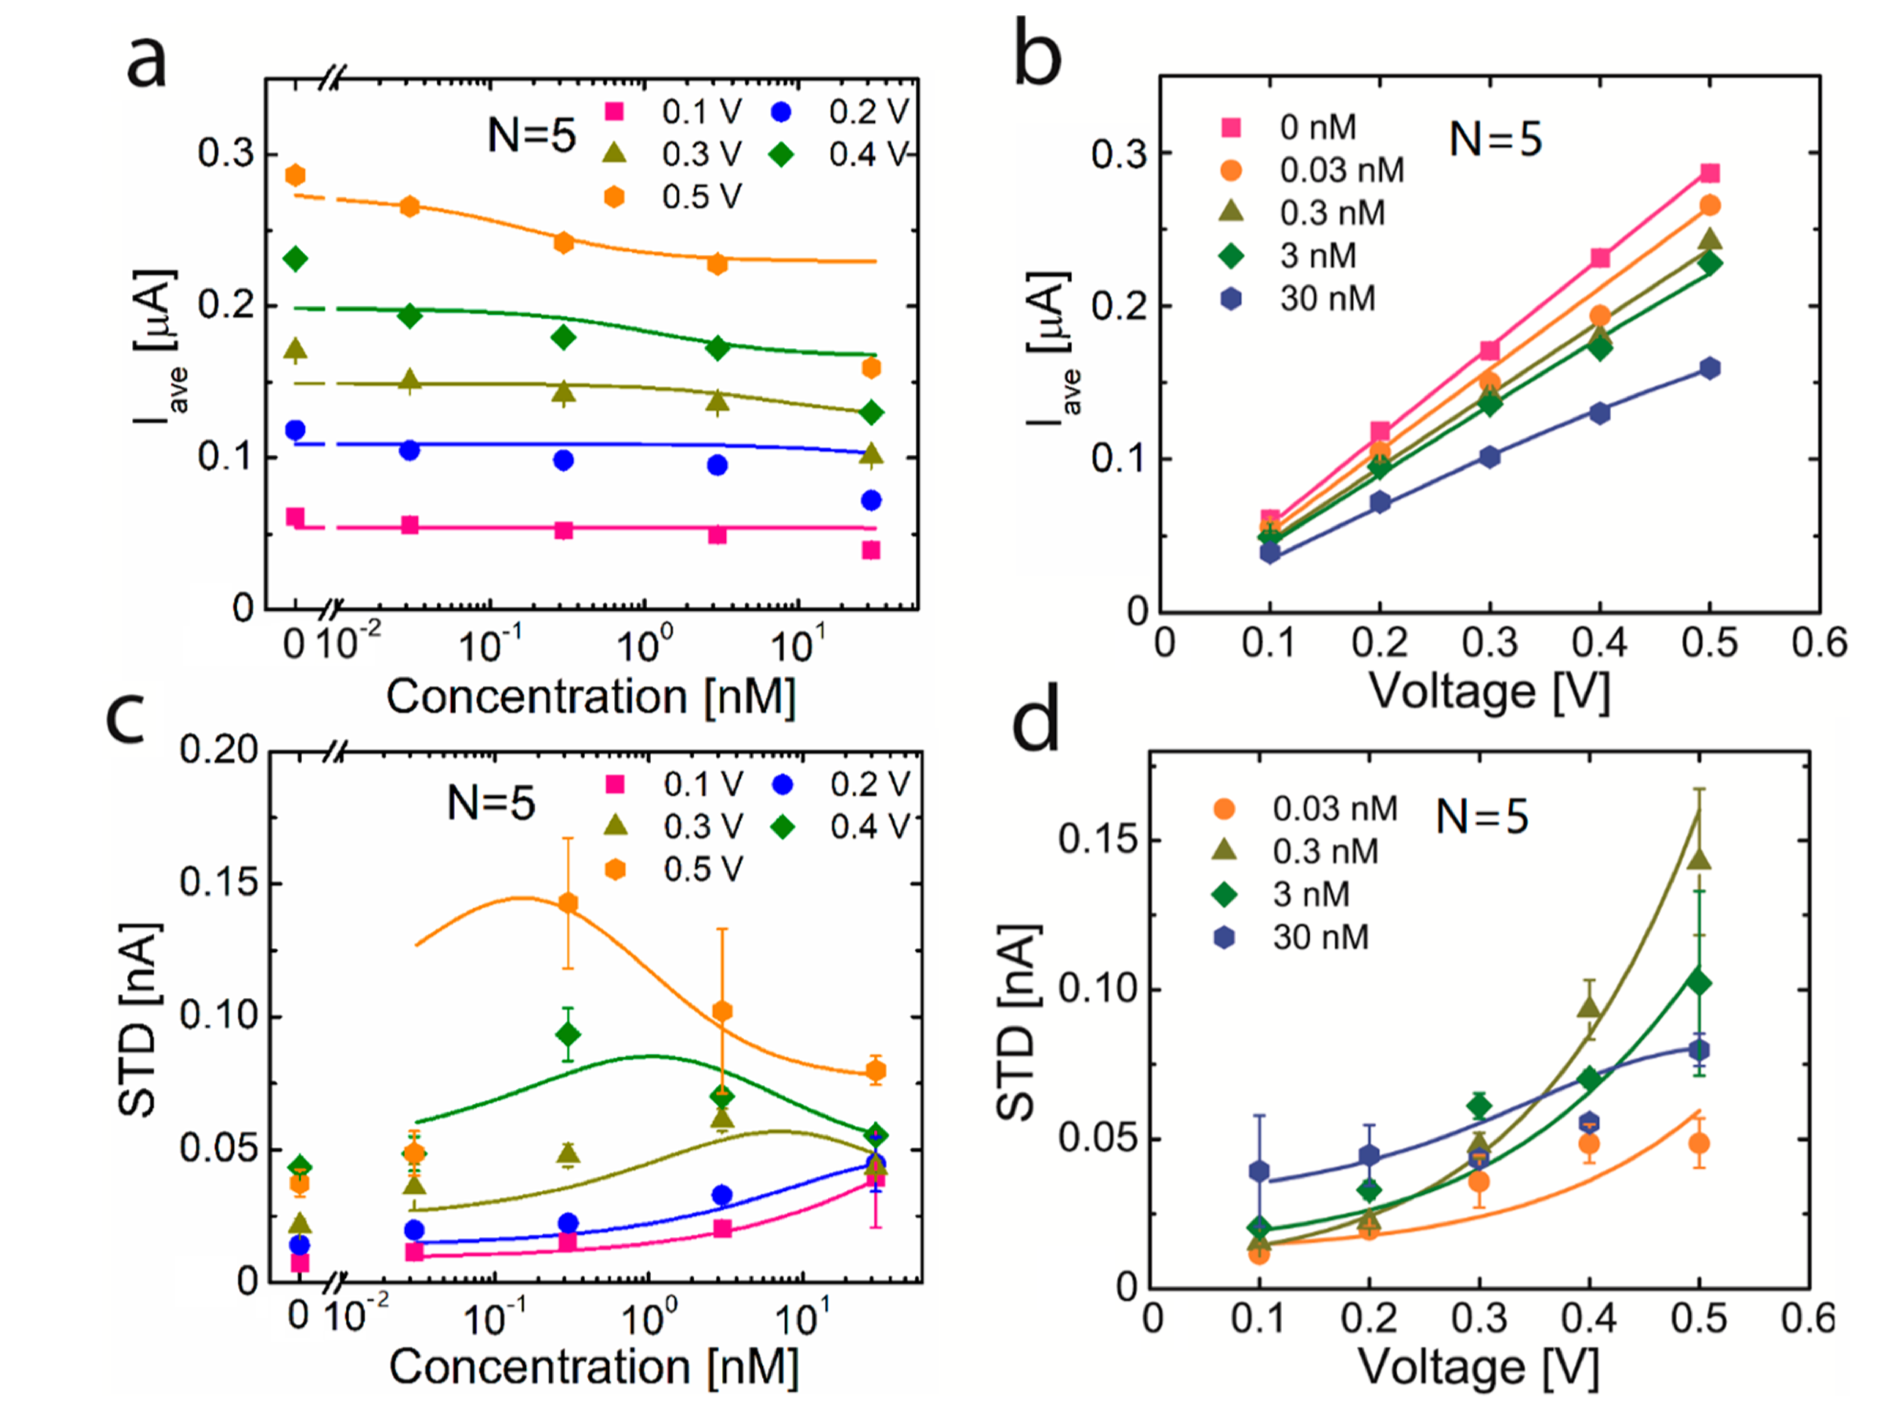 a
N=5
0.1 V
0.2 V
0.3 V
0.4 V
0.5 V
I_ave [μA]
0.3
0.2
0.1
0
0 10^-2 10^-1 10^0 10^1
Concentration [nM]
b
0 nM
0.03 nM
0.3 nM
3 nM
30 nM
N=5
I_ave [μA]
0.3
0.2
0.1
0
0 0.1 0.2 0.3 0.4 0.5 0.6
Voltage [V]
c
N=5
0.1 V
0.2 V
0.3 V
0.4 V
0.5 V
STD [nA]
0.20
0.15
0.10
0.05
0
0 10^-2 10^-1 10^0 10^1
Concentration [nM]
d
0.03 nM
0.3 nM
3 nM
30 nM
N=5
STD [nA]
0.15
0.10
0.05
0
0 0.1 0.2 0.3 0.4 0.5 0.6
Voltage [V]